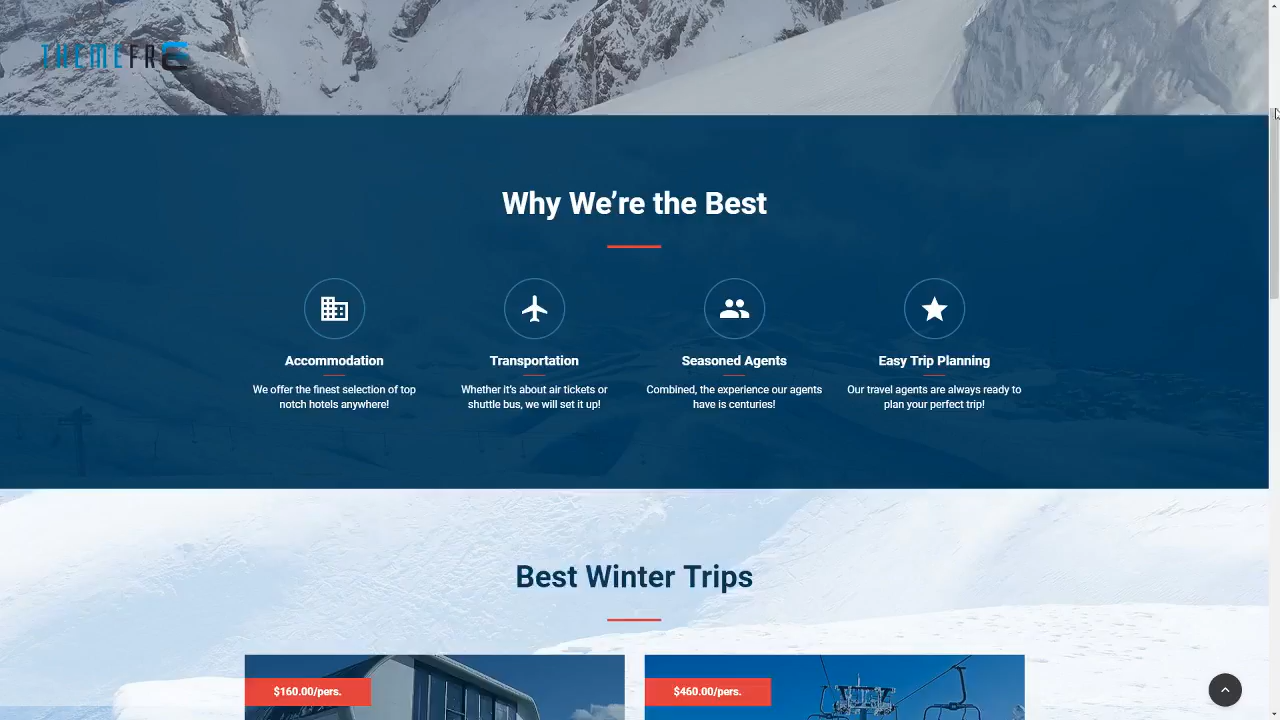 THEMEFRE
Why We're the Best
Accommodation
We offer the finest selection of top
notch hotels anywhere!
Transportation
Whether it's about air tickets or
shuttle bus, we will set it up!
Seasoned Agents
Combined, the experience our agents
have is centuries!
Easy Trip Planning
Our travel agents are always ready to
plan your perfect trip!
Best Winter Trips
$160.00/pers.
$460.00/pers.